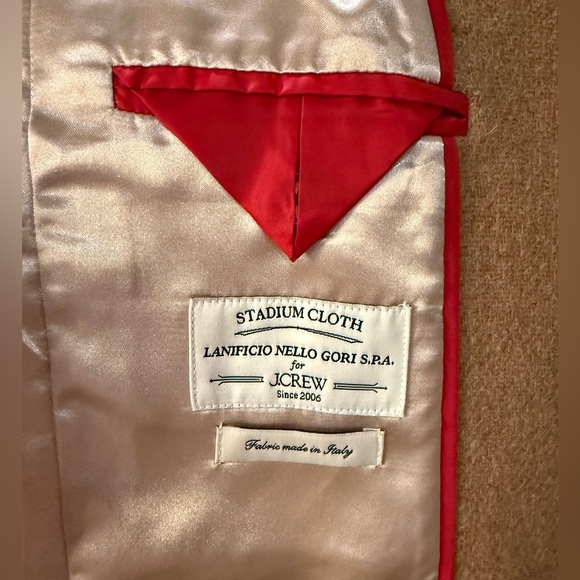 STADIUM CLOTH
LANIFICIO NELLO GORI S.P.A.
for
J.CREW
Since 2006
Fabric made in Italy